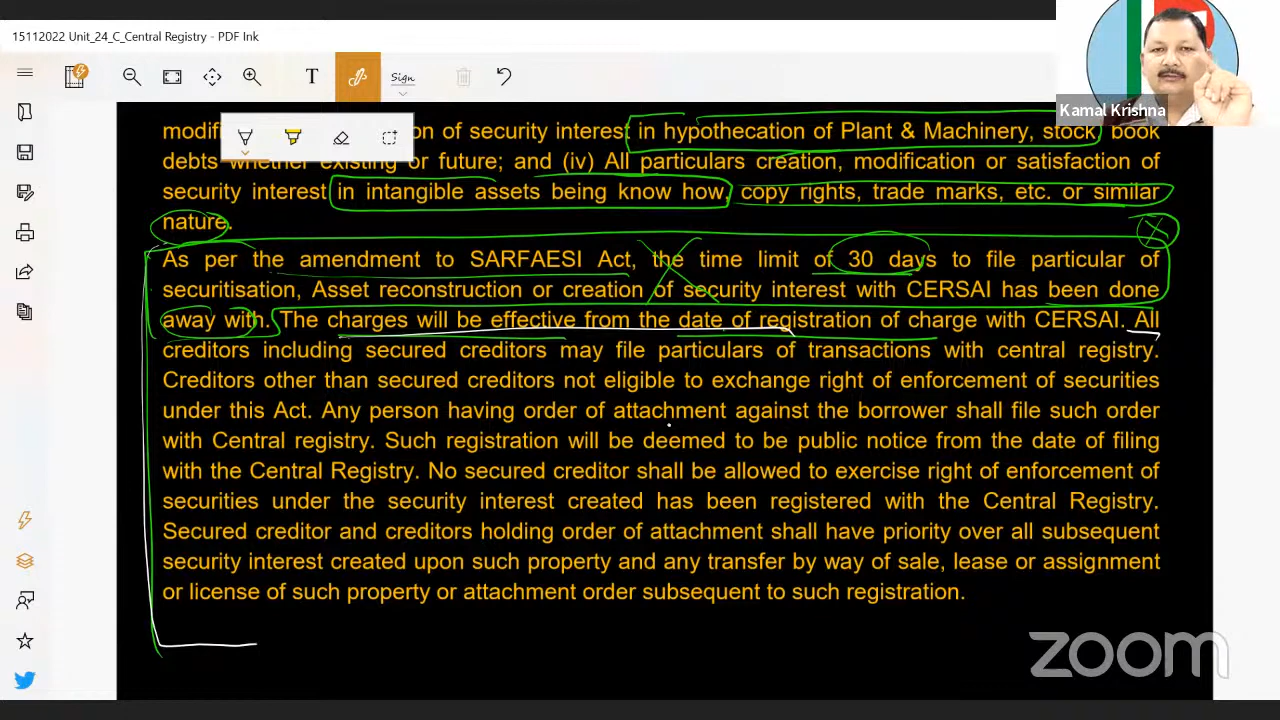 15112022 Unit_24_C_Central Registry - PDF Ink
T
Sign
Kamal Krishna
on of security interest in hypothecation of Plant & Machinery, stock, book
debts whether existing or future; and (iv) All particulars creation, modification or satisfaction of
security interest in intangible assets being know how, copy rights, trade marks, etc. or similar
nature.
As per the amendment to SARFAESI Act, the time limit of 30 days to file particular of
securitisation, Asset reconstruction or creation of security interest with CERSAI has been done
away with. The charges will be effective from the date of registration of charge with CERSAI. All
creditors including secured creditors may file particulars of transactions with central registry.
Creditors other than secured creditors not eligible to exchange right of enforcement of securities
under this Act. Any person having order of attachment against the borrower shall file such order
with Central registry. Such registration will be deemed to be public notice from the date of filing
with the Central Registry. No secured creditor shall be allowed to exercise right of enforcement of
securities under the security interest created has been registered with the Central Registry.
Secured creditor and creditors holding order of attachment shall have priority over all subsequent
security interest created upon such property and any transfer by way of sale, lease or assignment
or license of such property or attachment order subsequent to such registration.
zoom